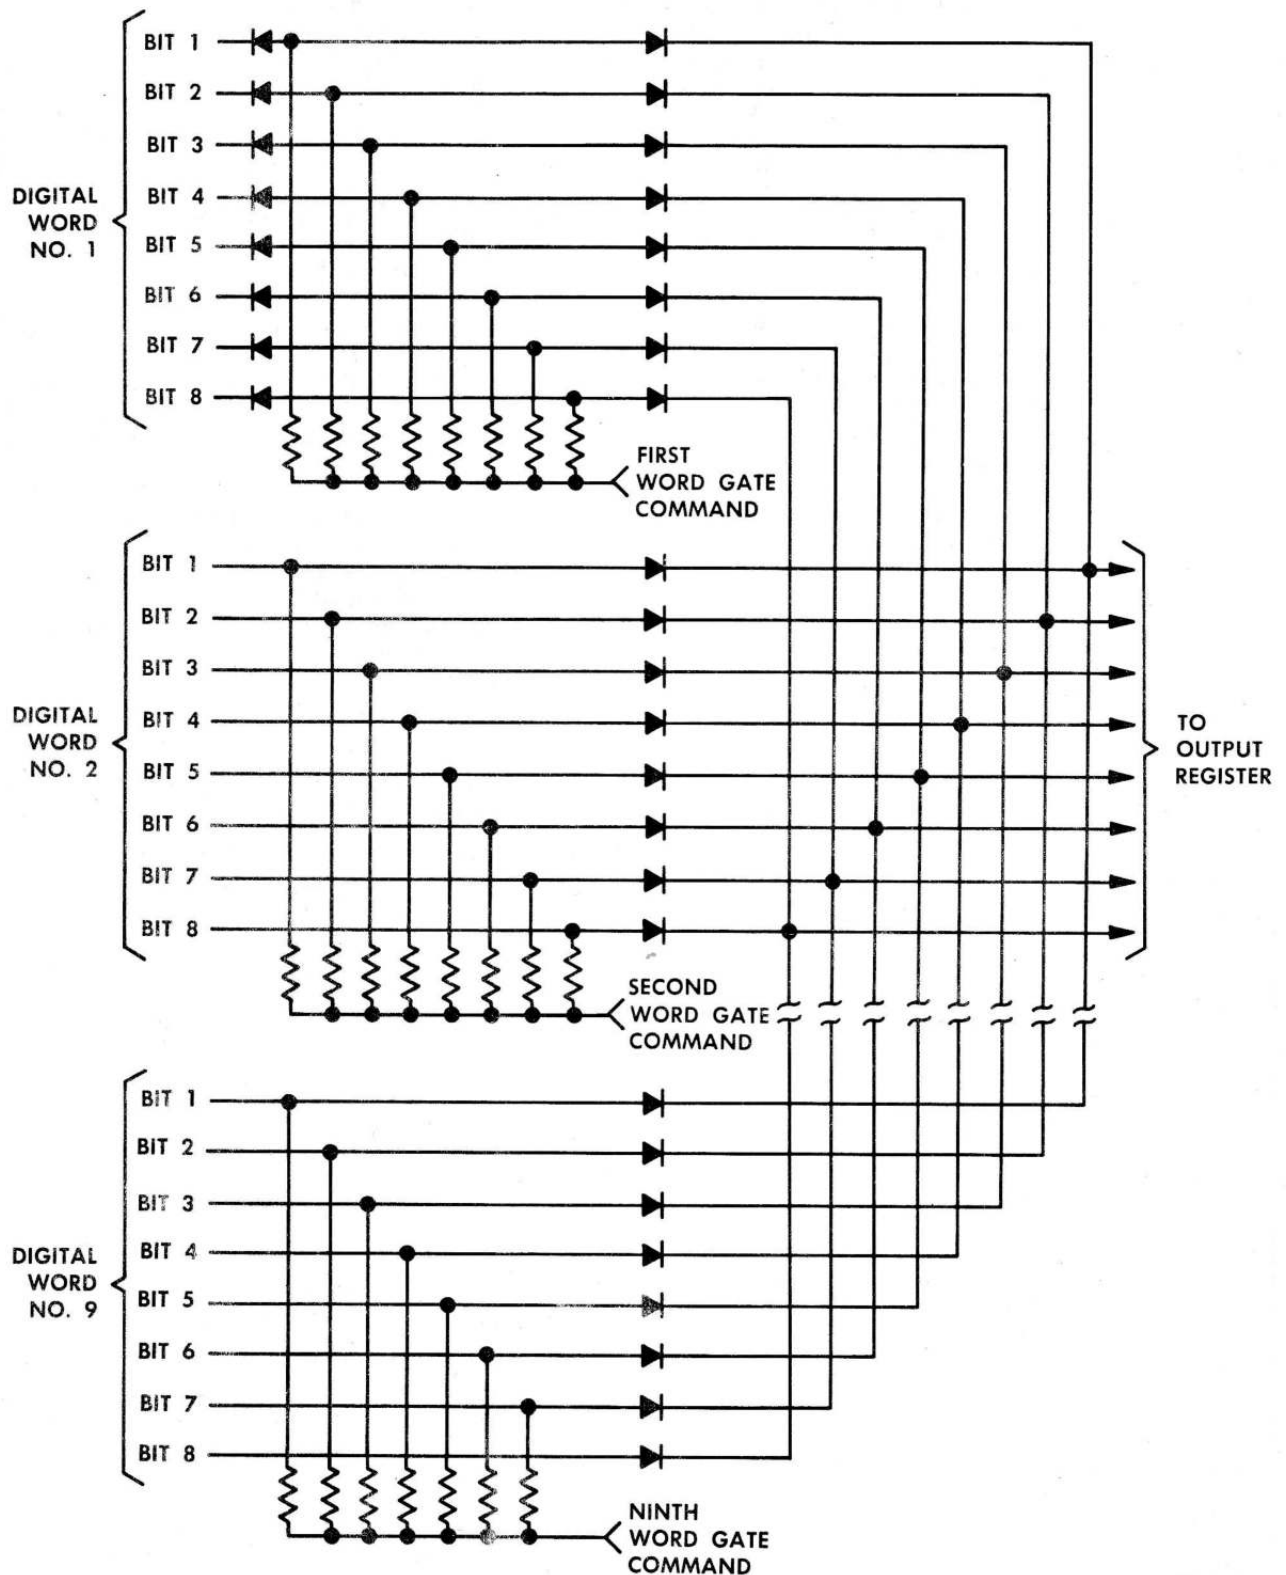 BIT 1
BIT 2
BIT 3
BIT 4
BIT 5
BIT 6
BIT 7
BIT 8
DIGITAL
WORD
NO. 1
FIRST
WORD GATE
COMMAND
BIT 1
BIT 2
BIT 3
BIT 4
BIT 5
BIT 6
BIT 7
BIT 8
DIGITAL
WORD
NO. 2
TO
OUTPUT
REGISTER
SECOND
WORD GATE
COMMAND
BIT 1
BIT 2
BIT 3
BIT 4
BIT 5
BIT 6
BIT 7
BIT 8
DIGITAL
WORD
NO. 9
NINTH
WORD GATE
COMMAND